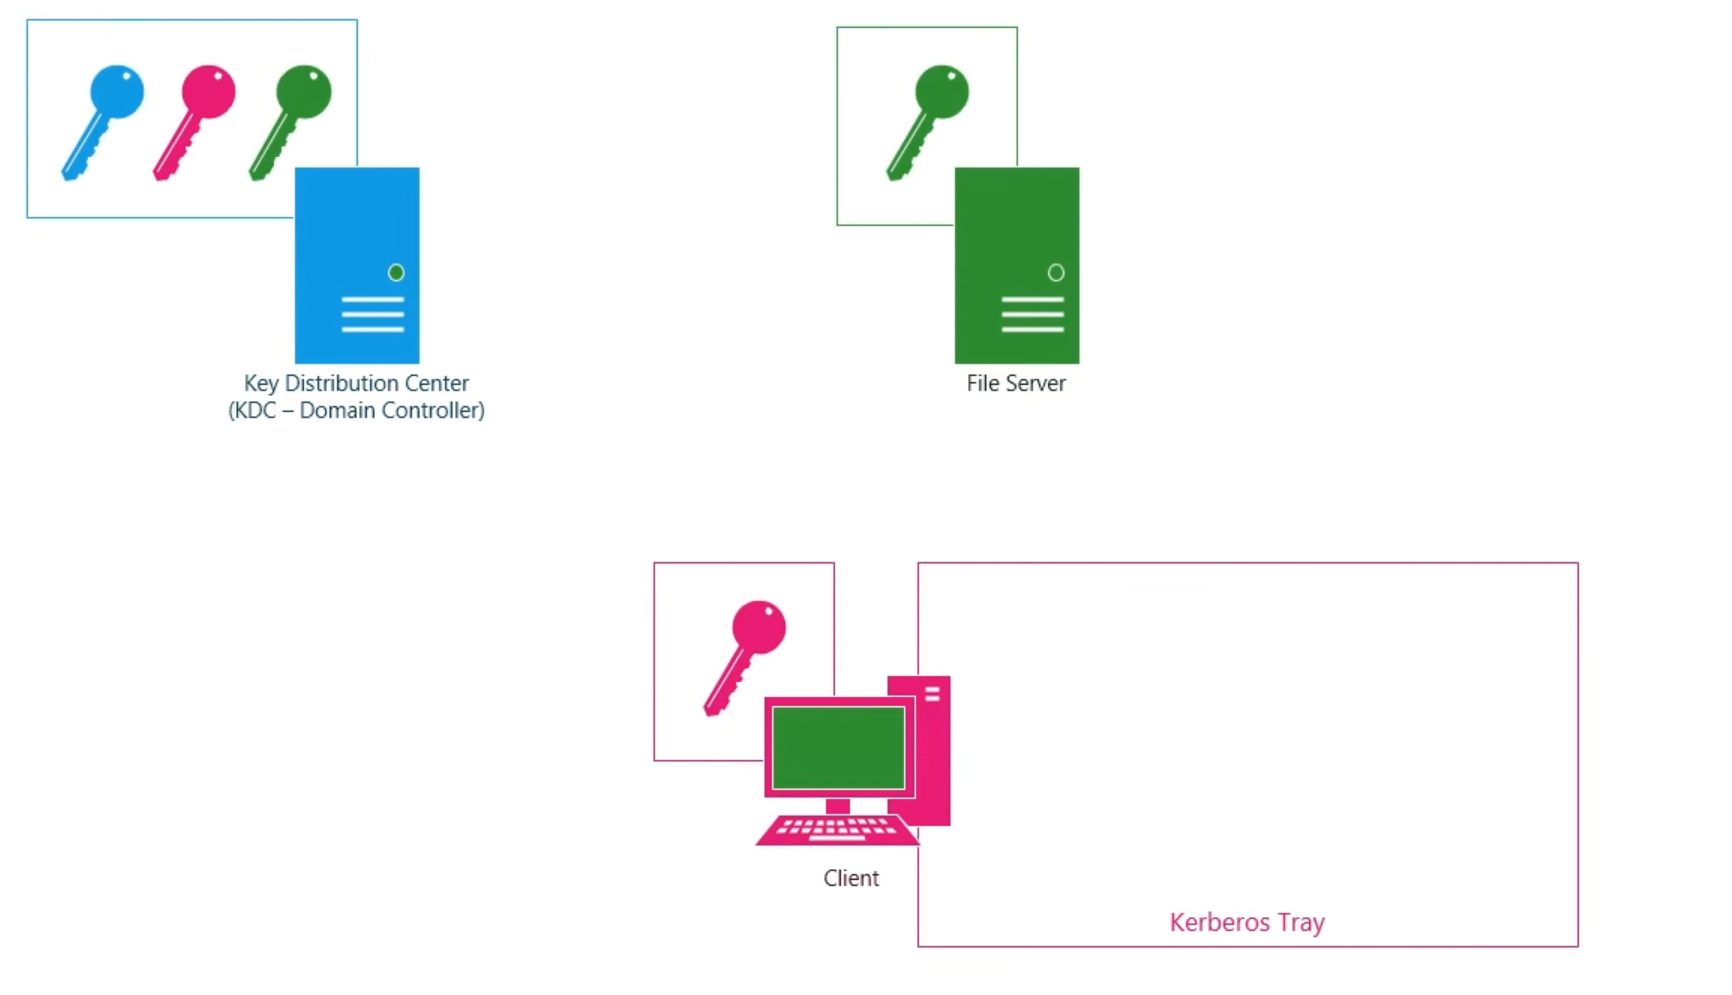 Key Distribution Center
(KDC – Domain Controller)
File Server
Client
Kerberos Tray